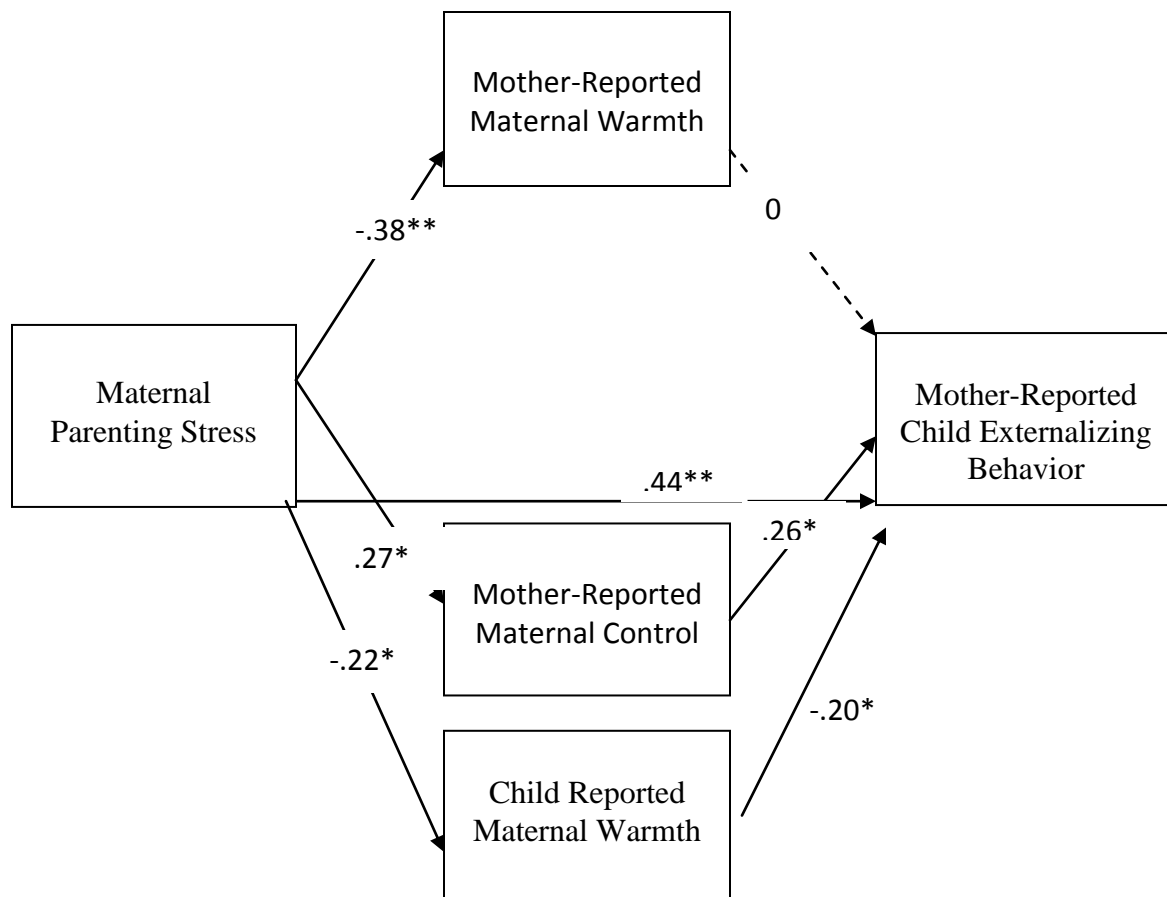 Mother-Reported
Maternal Warmth
0
-.38**
Maternal
Parenting Stress
Mother-Reported
Child Externalizing
Behavior
.44**
.26*
.27*
Mother-Reported
Maternal Control
-.22*
-.20*
Child Reported
Maternal Warmth